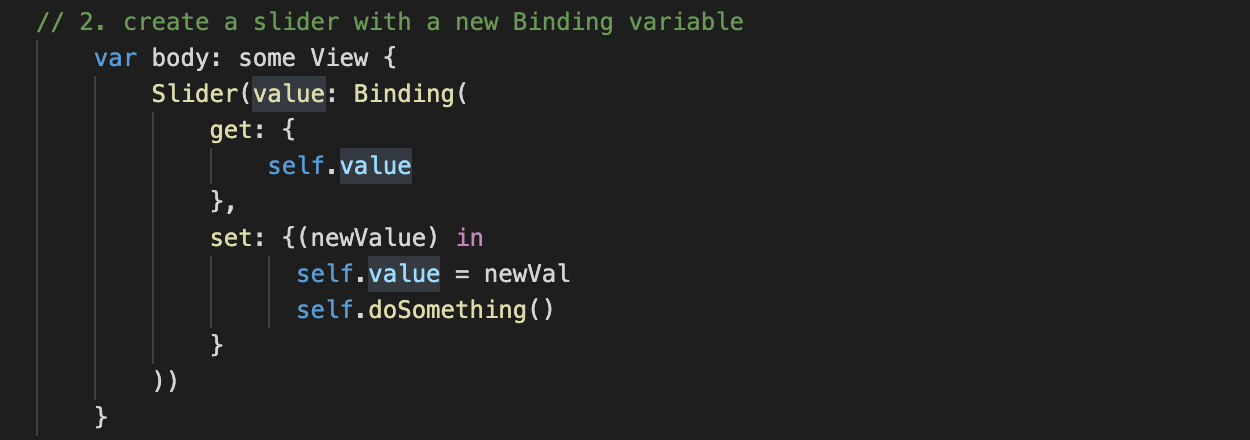 // 2. create a slider with a new Binding variable
var body: some View {
Slider(value: Binding(
get: {
self.value
},
set: {(newValue) in
self.value = newVal
self.doSomething()
}
))
}